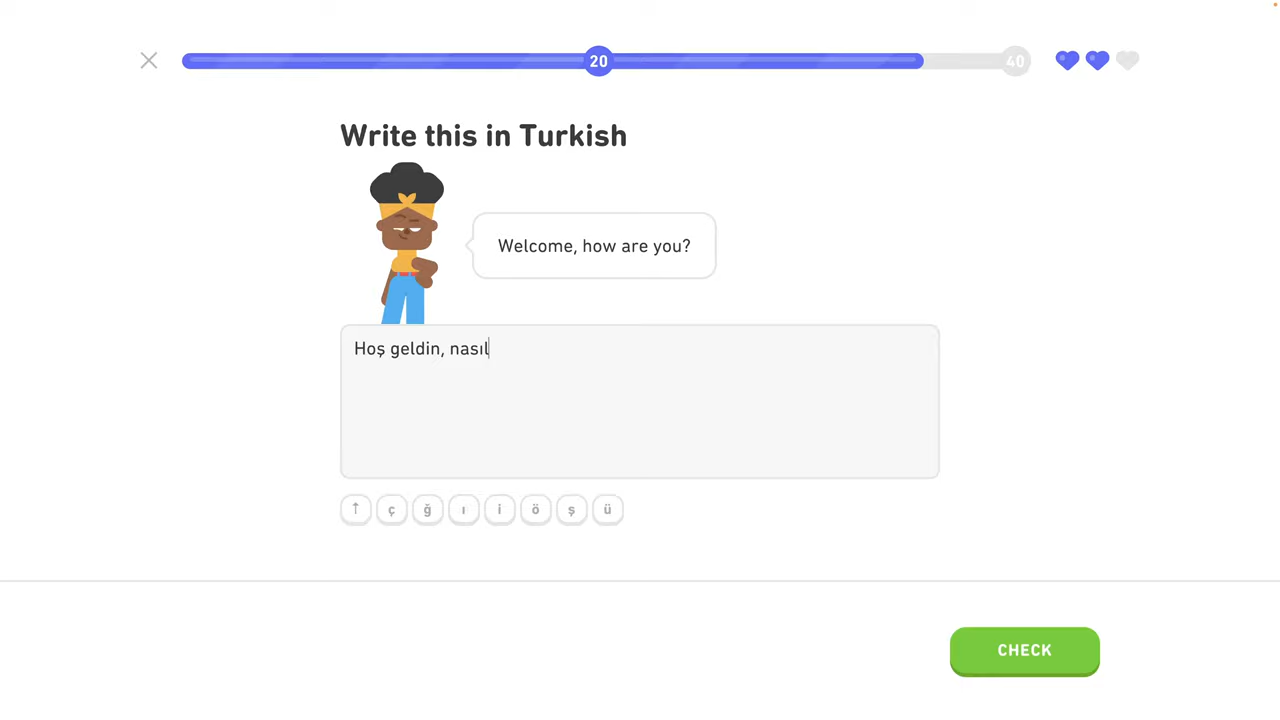 20
40
Write this in Turkish
Welcome, how are you?
Hoş geldin, nasıl
↑ ç ğ ı i ö ş ü
CHECK